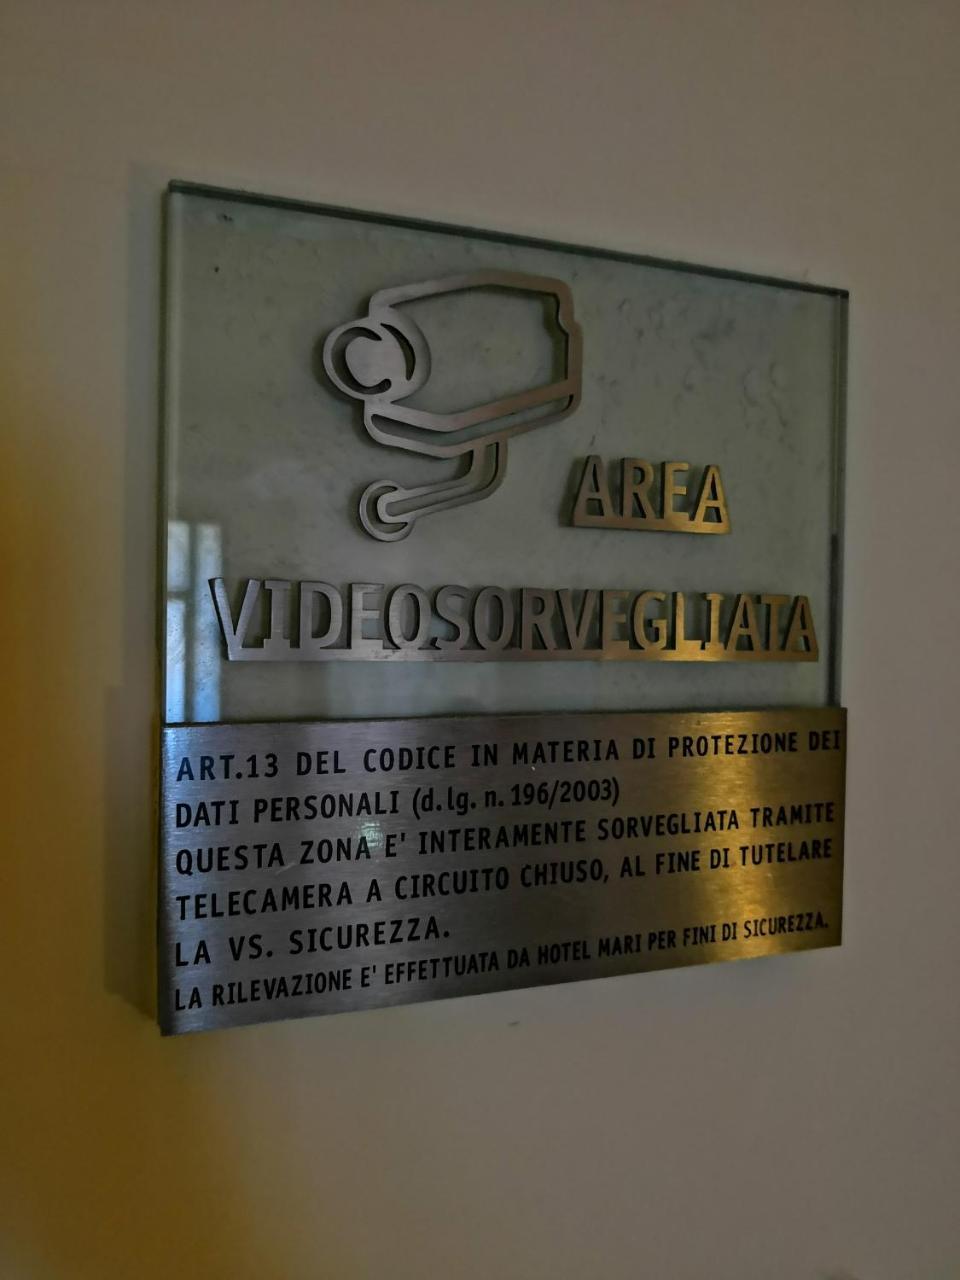 AREA
VIDEOSORVEGLIATA
ART.13 DEL CODICE IN MATERIA DI PROTEZIONE DEI
DATI PERSONALI (d.lg. n. 196/2003)
QUESTA ZONA E' INTERAMENTE SORVEGLIATA TRAMITE
TELECAMERA A CIRCUITO CHIUSO, AL FINE DI TUTELARE
LA VS. SICUREZZA.
LA RILEVAZIONE E' EFFETTUATA DA HOTEL MARI PER FINI DI SICUREZZA.